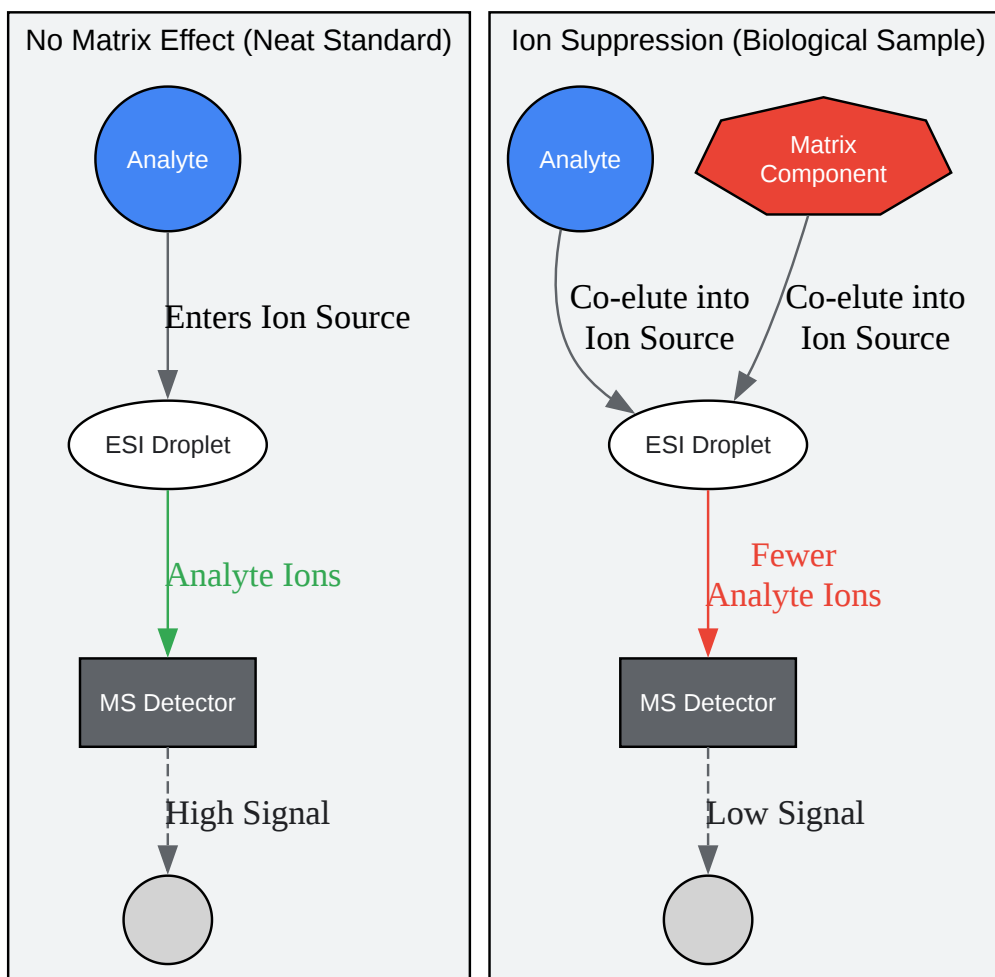 No Matrix Effect (Neat Standard)
Analyte
Enters Ion Source
ESI Droplet
Analyte Ions
MS Detector
High Signal
Ion Suppression (Biological Sample)
Analyte
Matrix
Component
Co-elute into
Ion Source
Co-elute into
Ion Source
ESI Droplet
Fewer
Analyte Ions
MS Detector
Low Signal